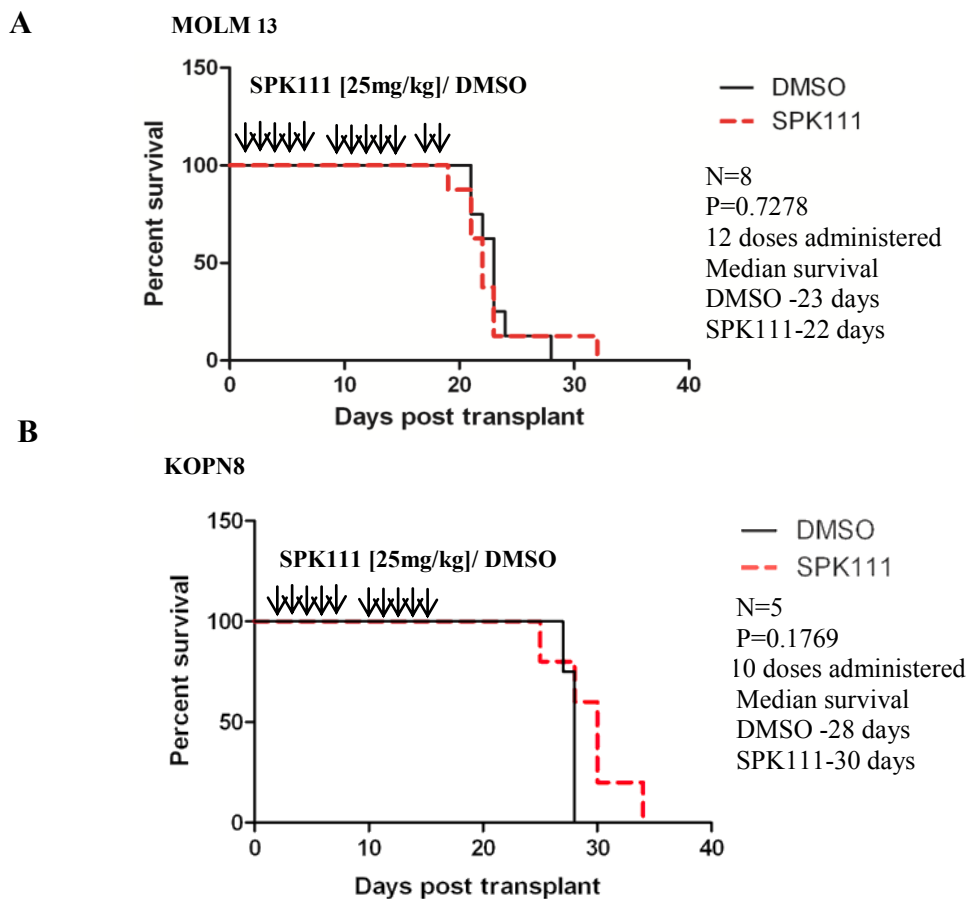 A
MOLM 13
150
SPK111 [25mg/kg]/ DMSO
DMSO
SPK111
100
Percent survival
50
0
0 10 20 30 40
Days post transplant
N=8
P=0.7278
12 doses administered
Median survival
DMSO -23 days
SPK111-22 days
B
KOPN8
150
SPK111 [25mg/kg]/ DMSO
DMSO
SPK111
100
Percent survival
50
0
0 10 20 30 40
Days post transplant
N=5
P=0.1769
10 doses administered
Median survival
DMSO -28 days
SPK111-30 days